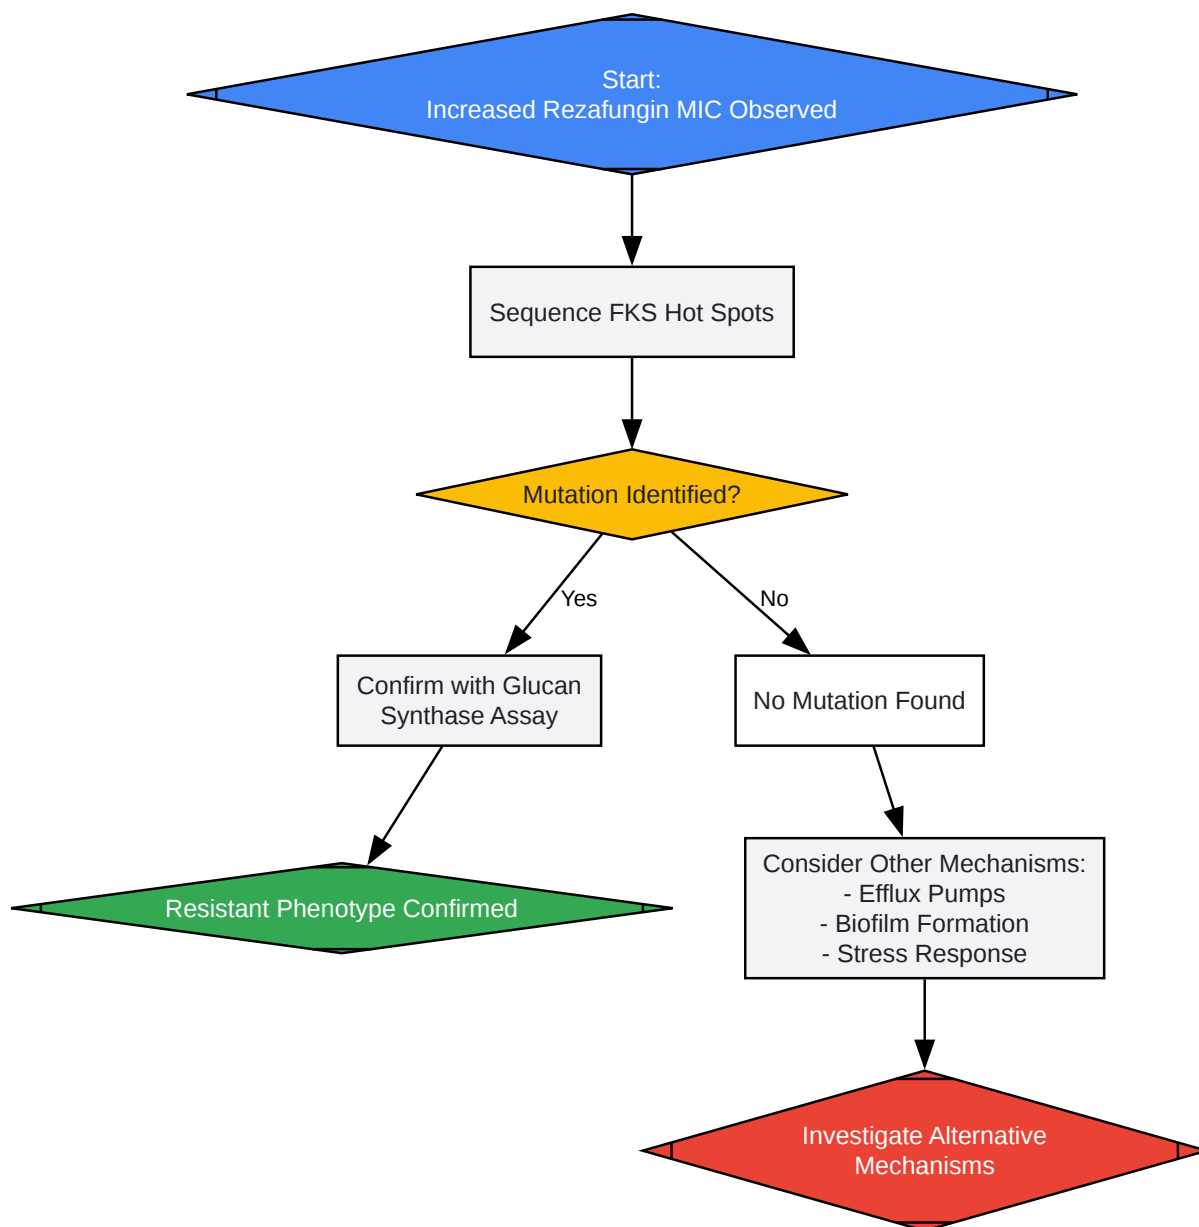 Start:
Increased Rezafungin MIC Observed
Sequence FKS Hot Spots
Mutation Identified?
Yes
No
Confirm with Glucan
Synthase Assay
No Mutation Found
Resistant Phenotype Confirmed
Consider Other Mechanisms:
- Efflux Pumps
- Biofilm Formation
- Stress Response
Investigate Alternative
Mechanisms